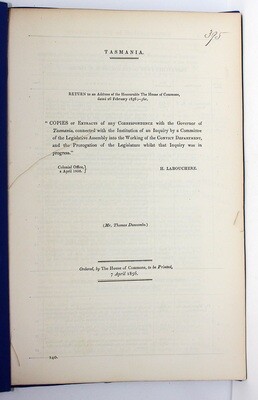 395
TASMANIA.
RETURN to an Address of the Honourable The House of Commons,
dated 28 February 1856;—for,
" COPIES or EXTRACTS of any CORRESPONDENCE with the Governor of
Tasmania, connected with the Institution of an Inquiry by a Committee
of the Legislative Assembly into the Working of the CONVICT DEPARTMENT,
and the Prorogation of the Legislature whilst that Inquiry was in
progress."
Colonial Office,
4 April 1856.
H. LABOUCHERE.
(Mr. Thomas Duncombe.)
Ordered, by The House of Commons, to be Printed,
7 April 1856.
140.